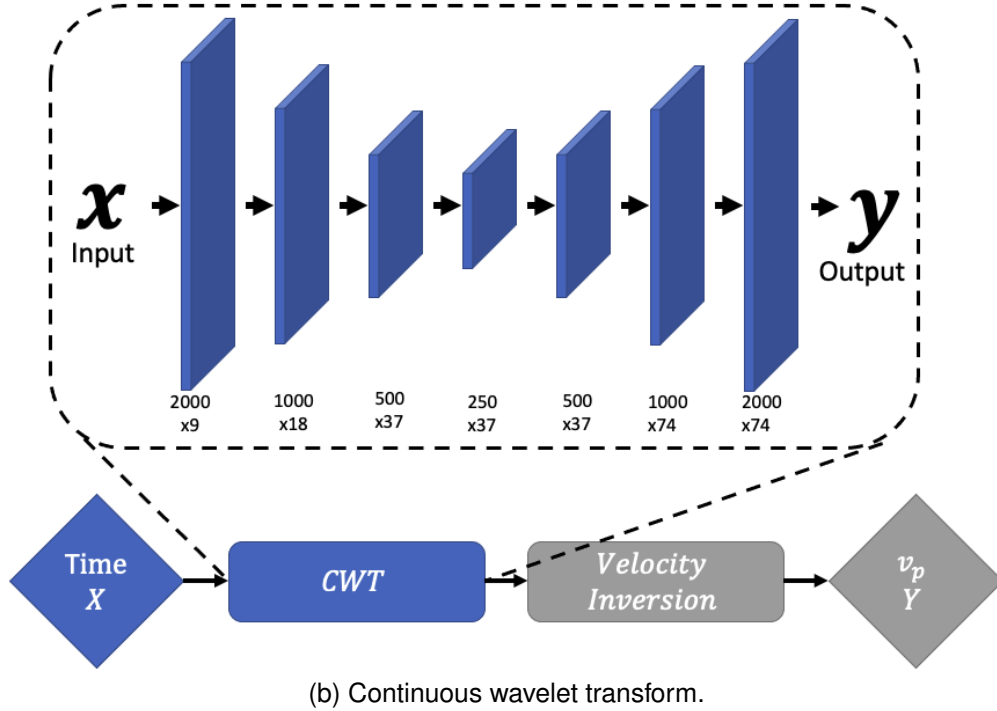 x
Input
y
Output
2000 1000 500 250 500 1000 2000
x9 x18 x37 x37 x37 x74 x74
Time
X
CWT
Velocity
Inversion
v_p
Y
(b) Continuous wavelet transform.